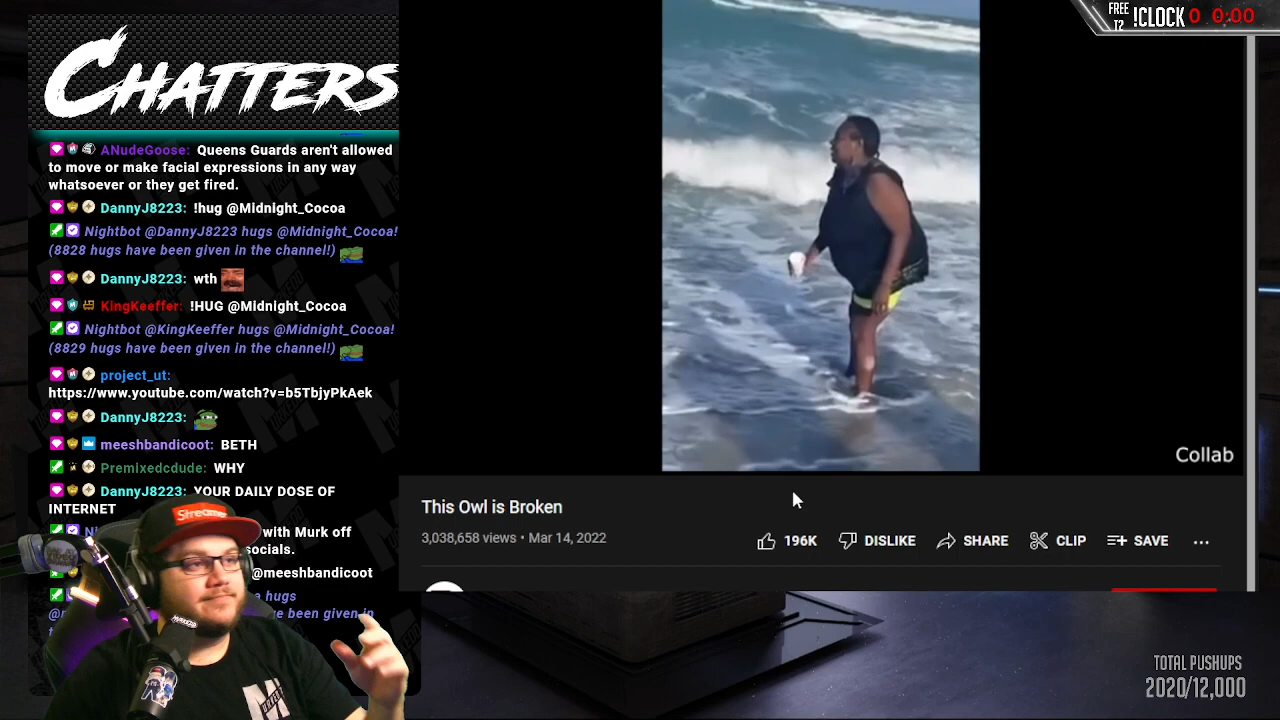 CHATTERS
ANudeGoose: Queens Guards aren't allowed
to move or make facial expressions in any way
whatsoever or they get fired.
DannyJ8223: !hug @Midnight_Cocoa
Nightbot @DannyJ8223 hugs @Midnight_Cocoa!
(8828 hugs have been given in the channel!)
DannyJ8223: wth
KingKeeffer: !HUG @Midnight_Cocoa
Nightbot @KingKeeffer hugs @Midnight_Cocoa!
(8829 hugs have been given in the channel!)
project_ut:
https://www.youtube.com/watch?v=b5TbjyPkAek
DannyJ8223:
meeshbandicoot: BETH
Premixedcdude: WHY
DannyJ8223: YOUR DAILY DOSE OF
INTERNET
with Murk off
socials.
@meeshbandicoot
hugs
been given in
Streamer
FREE
T2
!CLOCK 0 0:00
Collab
This Owl is Broken
3,038,658 views • Mar 14, 2022
196K DISLIKE SHARE CLIP SAVE ...
TOTAL PUSHUPS
2020/12,000